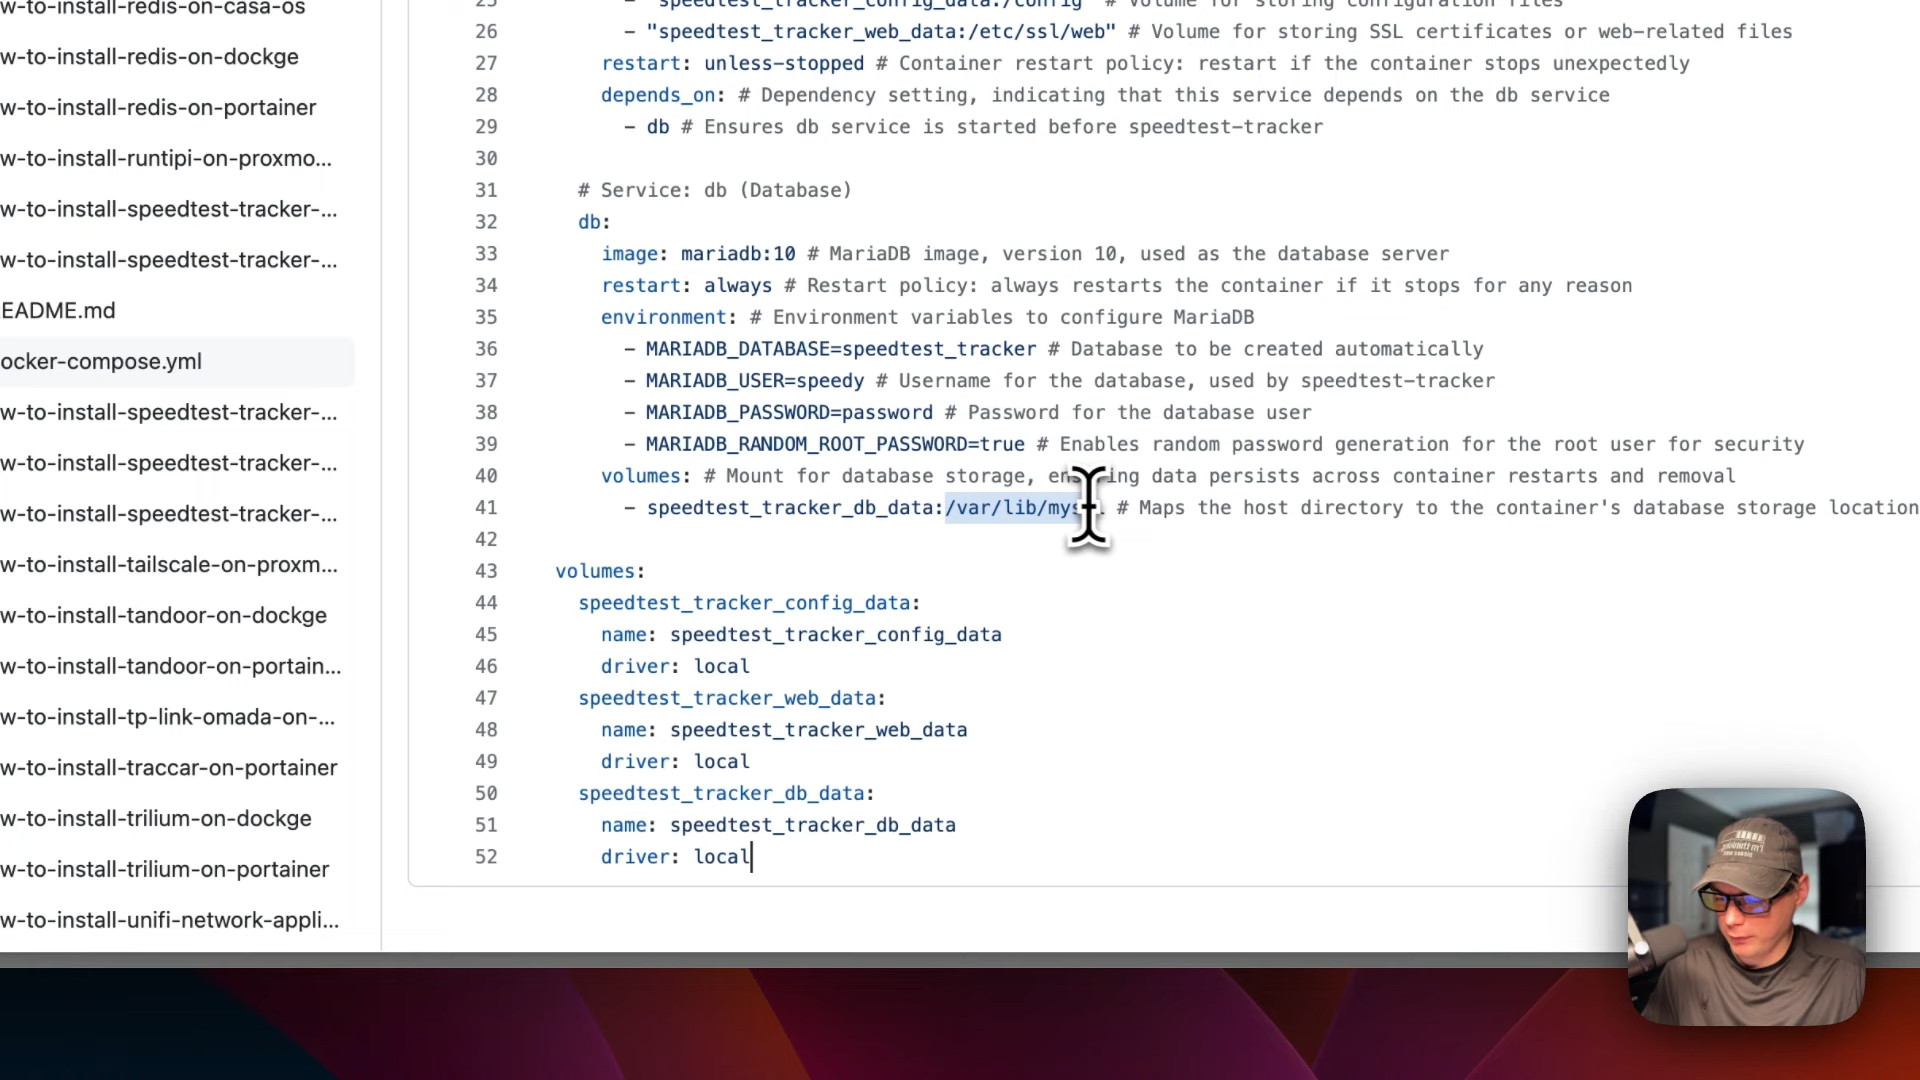 w-to-install-redis-on-casa-os
w-to-install-redis-on-dockge
w-to-install-redis-on-portainer
w-to-install-runtipi-on-proxmo...
w-to-install-speedtest-tracker-...
w-to-install-speedtest-tracker-...
EADME.md
ocker-compose.yml
w-to-install-speedtest-tracker-...
w-to-install-speedtest-tracker-...
w-to-install-speedtest-tracker-...
w-to-install-tailscale-on-proxm...
w-to-install-tandoor-on-dockge
w-to-install-tandoor-on-portain...
w-to-install-tp-link-omada-on-...
w-to-install-traccar-on-portainer
w-to-install-trilium-on-dockge
w-to-install-trilium-on-portainer
w-to-install-unifi-network-appli...
25 - "speedtest_tracker_config_data:/config" # Volume for storing configuration files
26 - "speedtest_tracker_web_data:/etc/ssl/web" # Volume for storing SSL certificates or web-related files
27 restart: unless-stopped # Container restart policy: restart if the container stops unexpectedly
28 depends_on: # Dependency setting, indicating that this service depends on the db service
29 - db # Ensures db service is started before speedtest-tracker
30
31 # Service: db (Database)
32 db:
33 image: mariadb:10 # MariaDB image, version 10, used as the database server
34 restart: always # Restart policy: always restarts the container if it stops for any reason
35 environment: # Environment variables to configure MariaDB
36 - MARIADB_DATABASE=speedtest_tracker # Database to be created automatically
37 - MARIADB_USER=speedy # Username for the database, used by speedtest-tracker
38 - MARIADB_PASSWORD=password # Password for the database user
39 - MARIADB_RANDOM_ROOT_PASSWORD=true # Enables random password generation for the root user for security
40 volumes: # Mount for database storage, ensuring data persists across container restarts and removal
41 - speedtest_tracker_db_data:/var/lib/mysql # Maps the host directory to the container's database storage location
42
43 volumes:
44 speedtest_tracker_config_data:
45 name: speedtest_tracker_config_data
46 driver: local
47 speedtest_tracker_web_data:
48 name: speedtest_tracker_web_data
49 driver: local
50 speedtest_tracker_db_data:
51 name: speedtest_tracker_db_data
52 driver: local